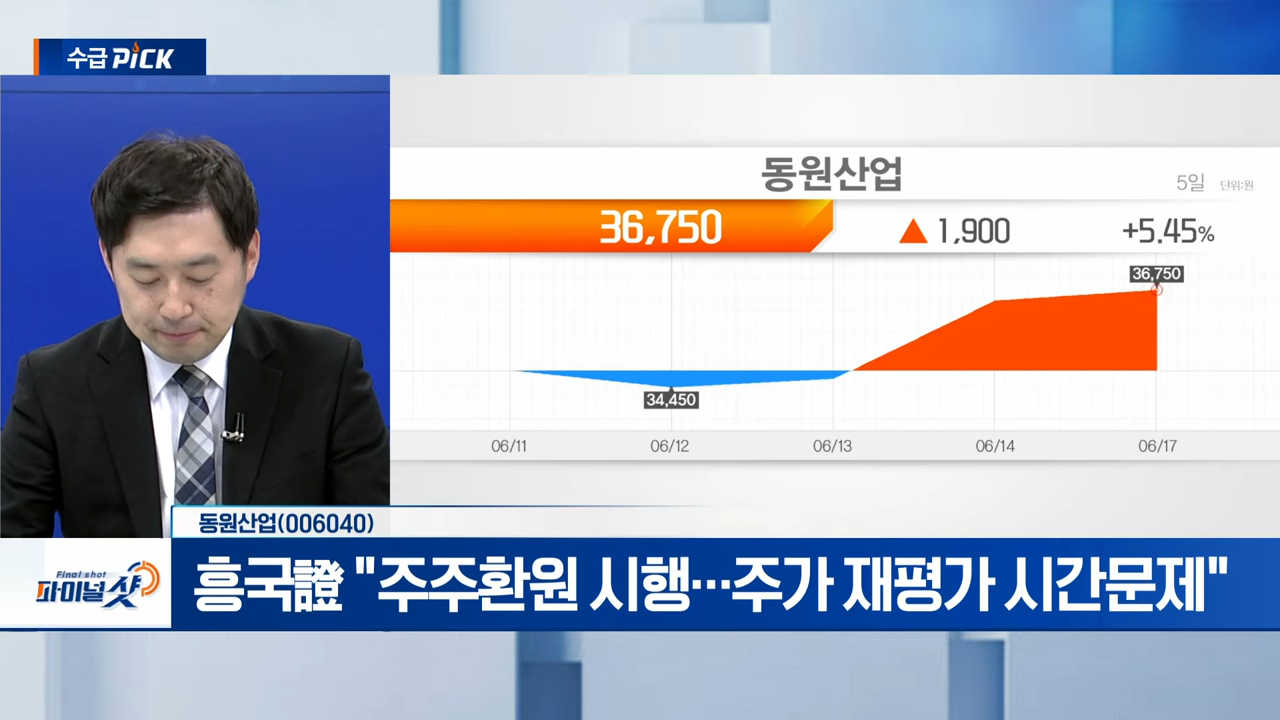 수급 PiCK
동원산업
5일 단위:원
36,750 ▲ 1,900 +5.45%
36,750
34,450
06/11 06/12 06/13 06/14 06/17
동원산업(006040)
Final shot
파이널 샷
흥국證 "주주환원 시행…주가 재평가 시간문제"